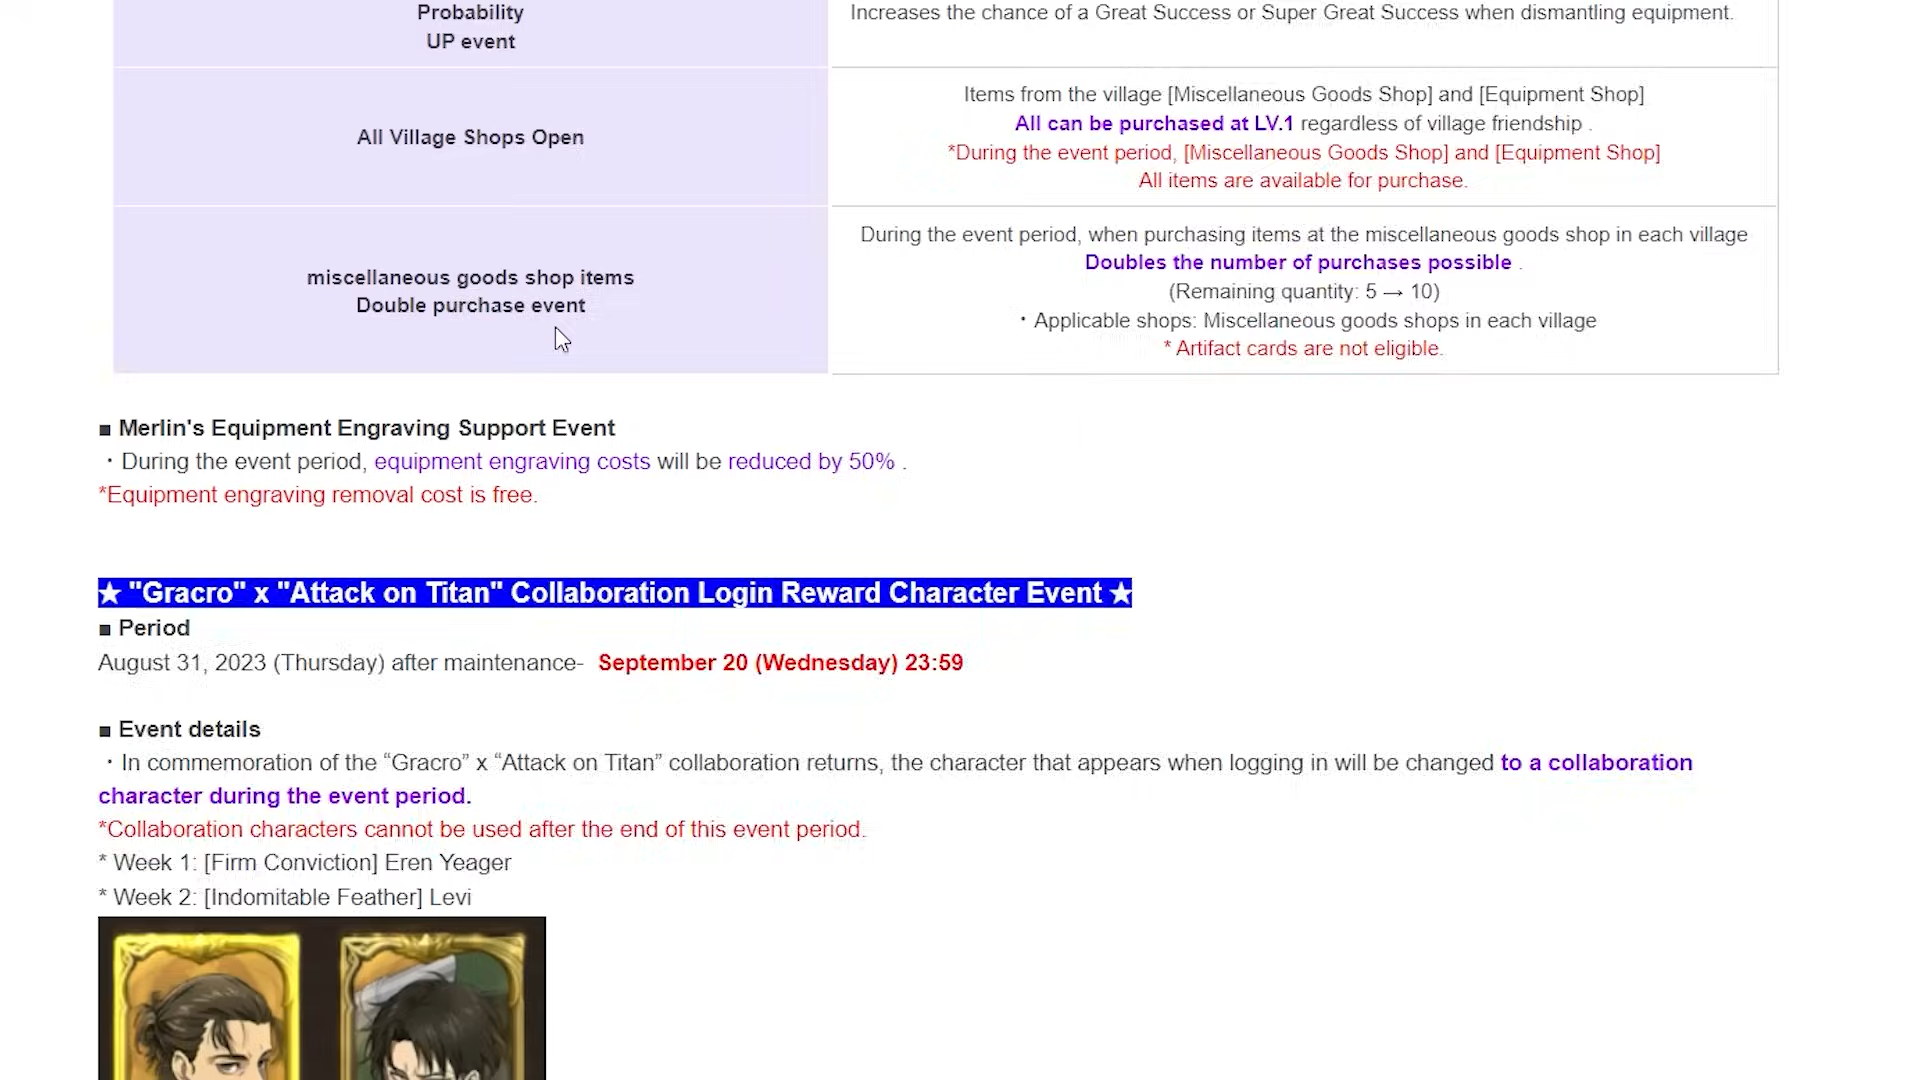 Probability
UP event
Increases the chance of a Great Success or Super Great Success when dismantling equipment.
All Village Shops Open
Items from the village [Miscellaneous Goods Shop] and [Equipment Shop]
All can be purchased at LV.1 regardless of village friendship .
*During the event period, [Miscellaneous Goods Shop] and [Equipment Shop]
All items are available for purchase.
miscellaneous goods shop items
Double purchase event
During the event period, when purchasing items at the miscellaneous goods shop in each village
Doubles the number of purchases possible .
(Remaining quantity: 5 → 10)
・Applicable shops: Miscellaneous goods shops in each village
* Artifact cards are not eligible.
■ Merlin's Equipment Engraving Support Event
・During the event period, equipment engraving costs will be reduced by 50% .
*Equipment engraving removal cost is free.
★ "Gracro" x "Attack on Titan" Collaboration Login Reward Character Event ★
■ Period
August 31, 2023 (Thursday) after maintenance- September 20 (Wednesday) 23:59
■ Event details
・In commemoration of the “Gracro” x “Attack on Titan” collaboration returns, the character that appears when logging in will be changed to a collaboration
character during the event period.
*Collaboration characters cannot be used after the end of this event period.
* Week 1: [Firm Conviction] Eren Yeager
* Week 2: [Indomitable Feather] Levi